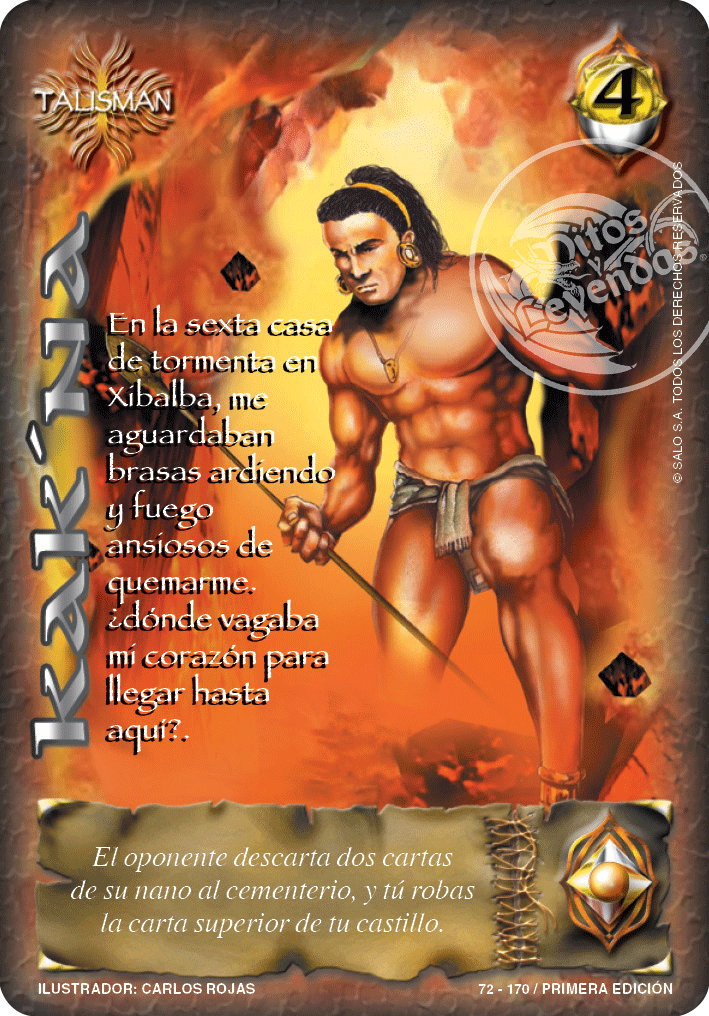 TALISMAN
4
Mitos
y
Leyendas
KAK´NA
En la sexta casa
de tormenta en
Xibalba, me
aguardaban
brasas ardiendo
y fuego
ansiosos de
quemarme.
¿dónde vagaba
mi corazón para
llegar hasta
aquí?.
© SALO S.A. TODOS LOS DERECHOS RESERVADOS
El oponente descarta dos cartas
de su nano al cementerio, y tú robas
la carta superior de tu castillo.
ILUSTRADOR: CARLOS ROJAS
72 - 170 / PRIMERA EDICIÓN